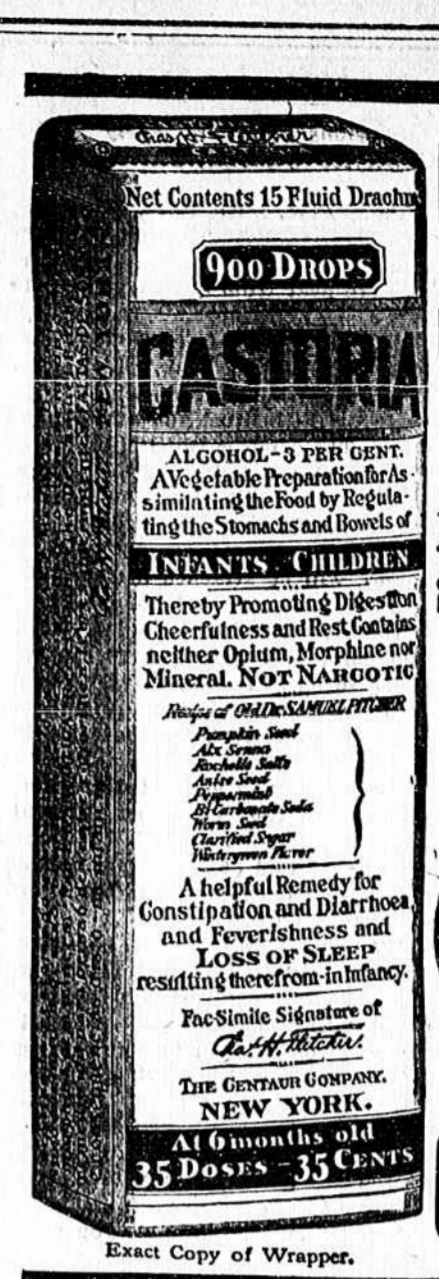 Net Contents 15 Fluid Drachm
900 DROPS
CASTORIA
ALCOHOL-3 PER CENT.
A Vegetable Preparation for As-
similating the Food by Regula-
ting the Stomachs and Bowels of
INFANTS CHILDREN
Thereby Promoting Digestion
Cheerfulness and Rest. Contains
neither Opium, Morphine nor
Mineral. NOT NARCOTIC
Recipe of Old Dr. SAMUEL PITCHER
Pumpkin Seed
Alx Senna
Rochelle Salts
Anise Seed
Peppermint
Bi Carbonate Soda
Worm Seed
Clarified Sugar
Wintergreen Flavor
A helpful Remedy for
Constipation and Diarrhoea
and Feverishness and
LOSS OF SLEEP
resulting therefrom-in Infancy.
Fac-Simile Signature of
Chas. H. Fletcher.
THE CENTAUR COMPANY.
NEW YORK.
At 6 months old
35 DOSES - 35 CENTS
Exact Copy of Wrapper.